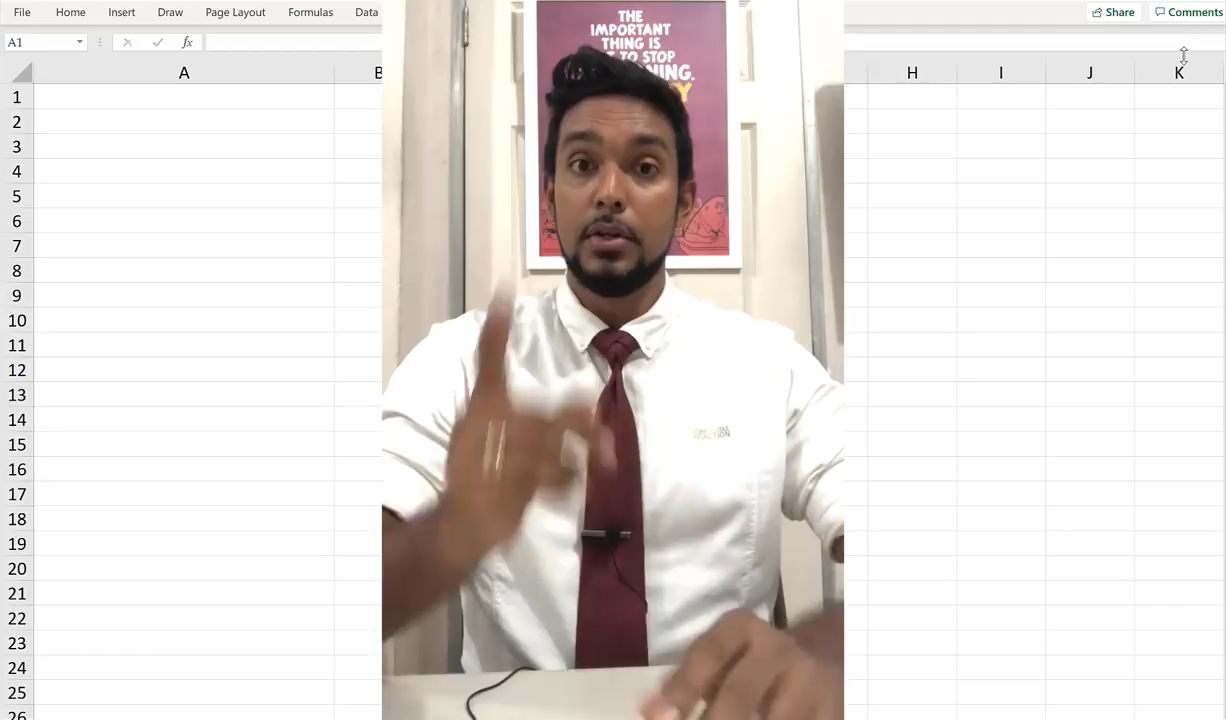 File Home Insert Draw Page Layout Formulas Data Share Comments
A1 fx
A B H I J K
1
2
3
4
5
6
7
8
9
10
11
12
13
14
15
16
17
18
19
20
21
22
23
24
25
26
THE
IMPORTANT
THING IS
TO STOP
NING.
Y
REACTION